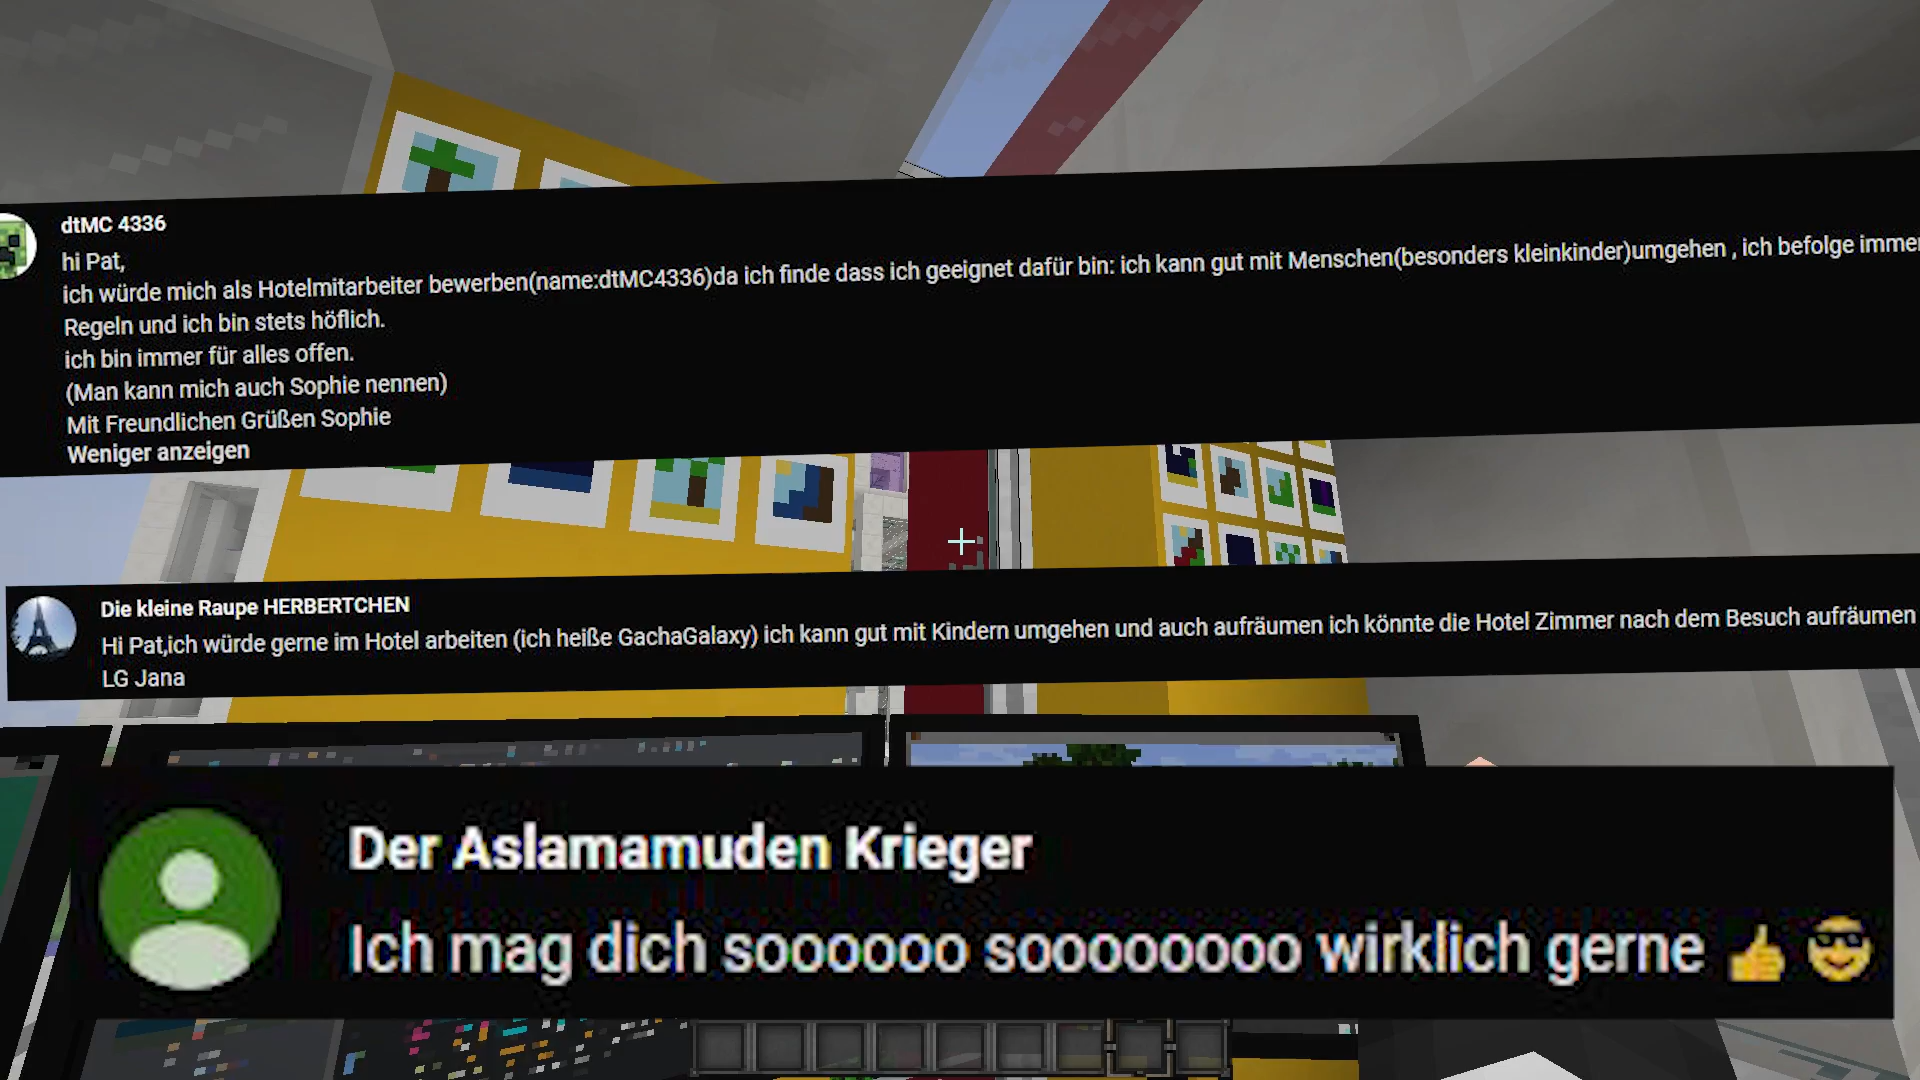 dtMC 4336
hi Pat,
ich würde mich als Hotelmitarbeiter bewerben(name:dtMC4336)da ich finde dass ich geeignet dafür bin: ich kann gut mit Menschen(besonders kleinkinder)umgehen , ich befolge immer
Regeln und ich bin stets höflich.
ich bin immer für alles offen.
(Man kann mich auch Sophie nennen)
Mit Freundlichen Grüßen Sophie
Weniger anzeigen
Die kleine Raupe HERBERTCHEN
Hi Pat,ich würde gerne im Hotel arbeiten (ich heiße GachaGalaxy) ich kann gut mit Kindern umgehen und auch aufräumen ich könnte die Hotel Zimmer nach dem Besuch aufräumen
LG Jana
Der Aslamamuden Krieger
Ich mag dich soooooo soooooooo wirklich gerne 👍 😎